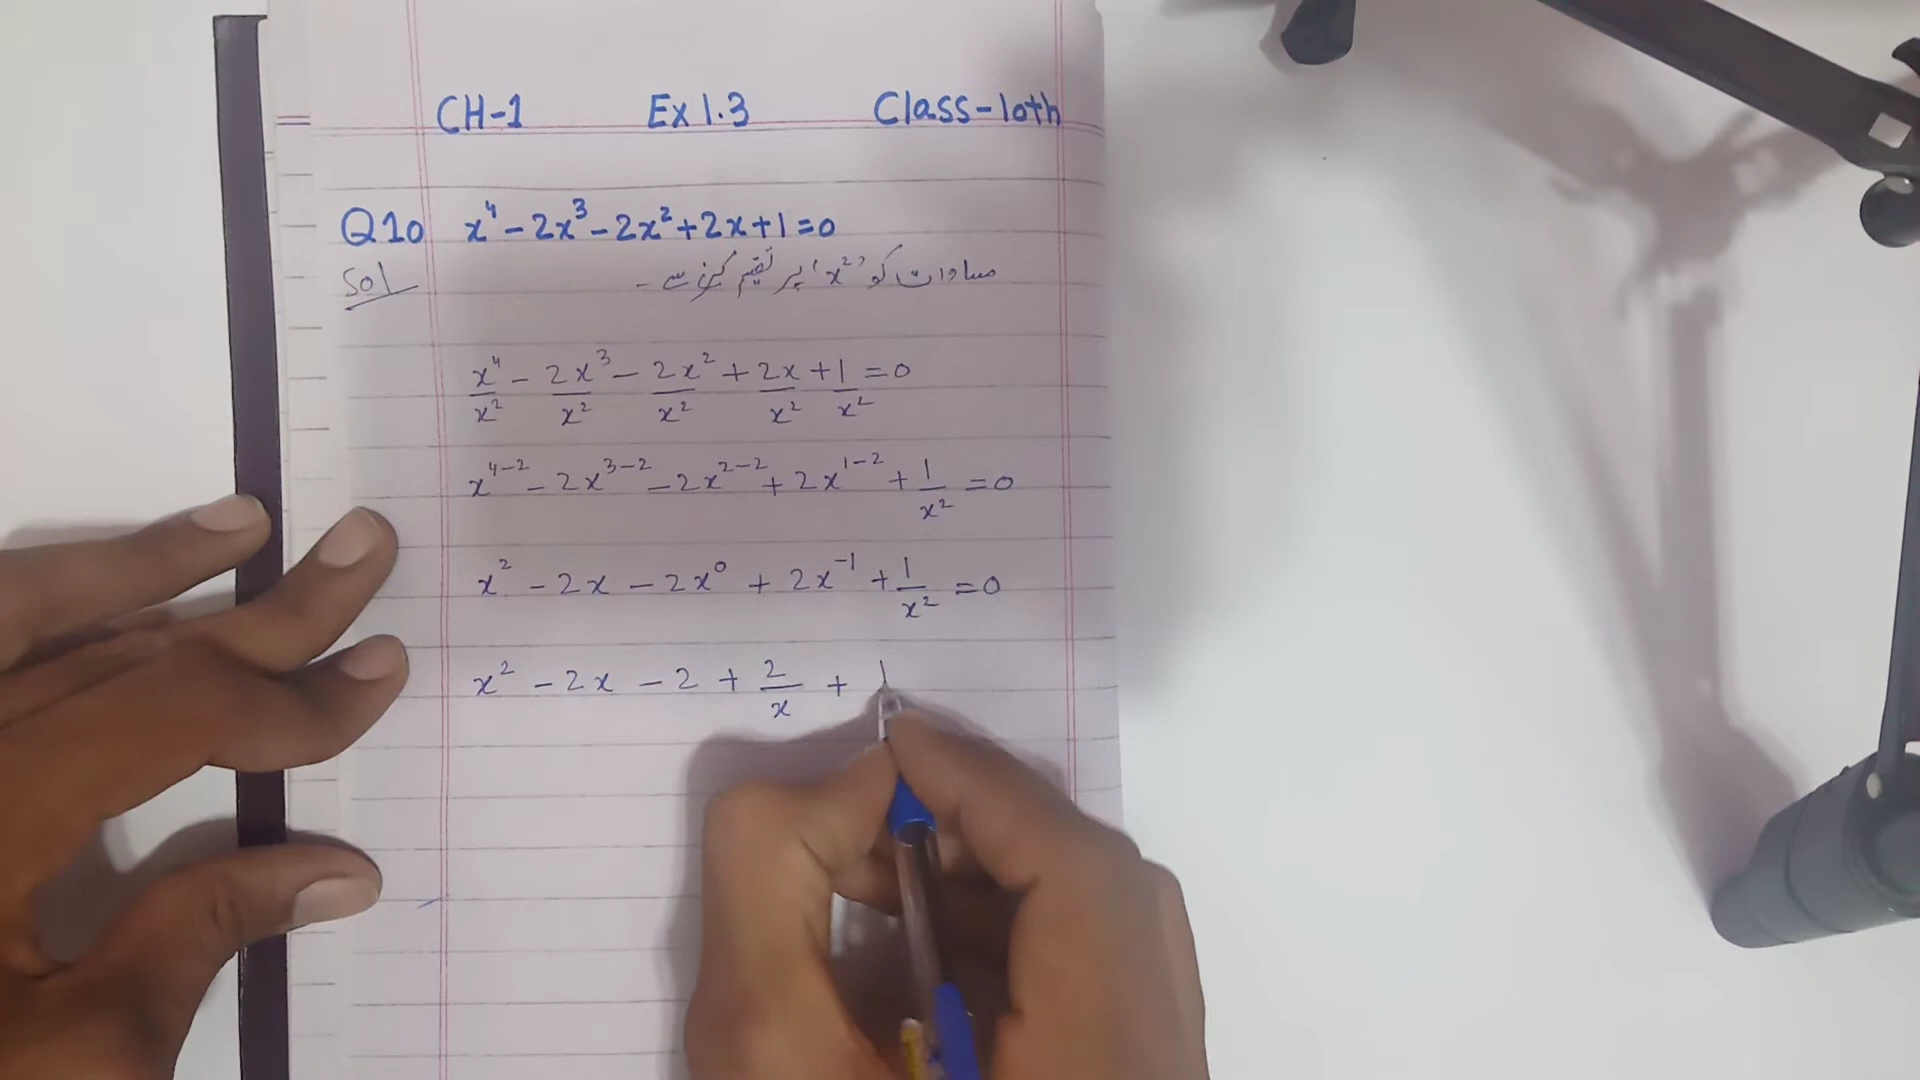 CH-1 Ex 1.3 Class-10th
Q10 x⁴ - 2x³ - 2x² + 2x + 1 = 0
Sol مساوات کو 'x²' پر تقیسم کرنے سے -
x⁴/x² - 2x³/x² - 2x²/x² + 2x/x² + 1/x² = 0
x⁴⁻² - 2x³⁻² - 2x²⁻² + 2x¹⁻² + 1/x² = 0
x² - 2x - 2x⁰ + 2x⁻¹ + 1/x² = 0
x² - 2x - 2 + 2/x + 1